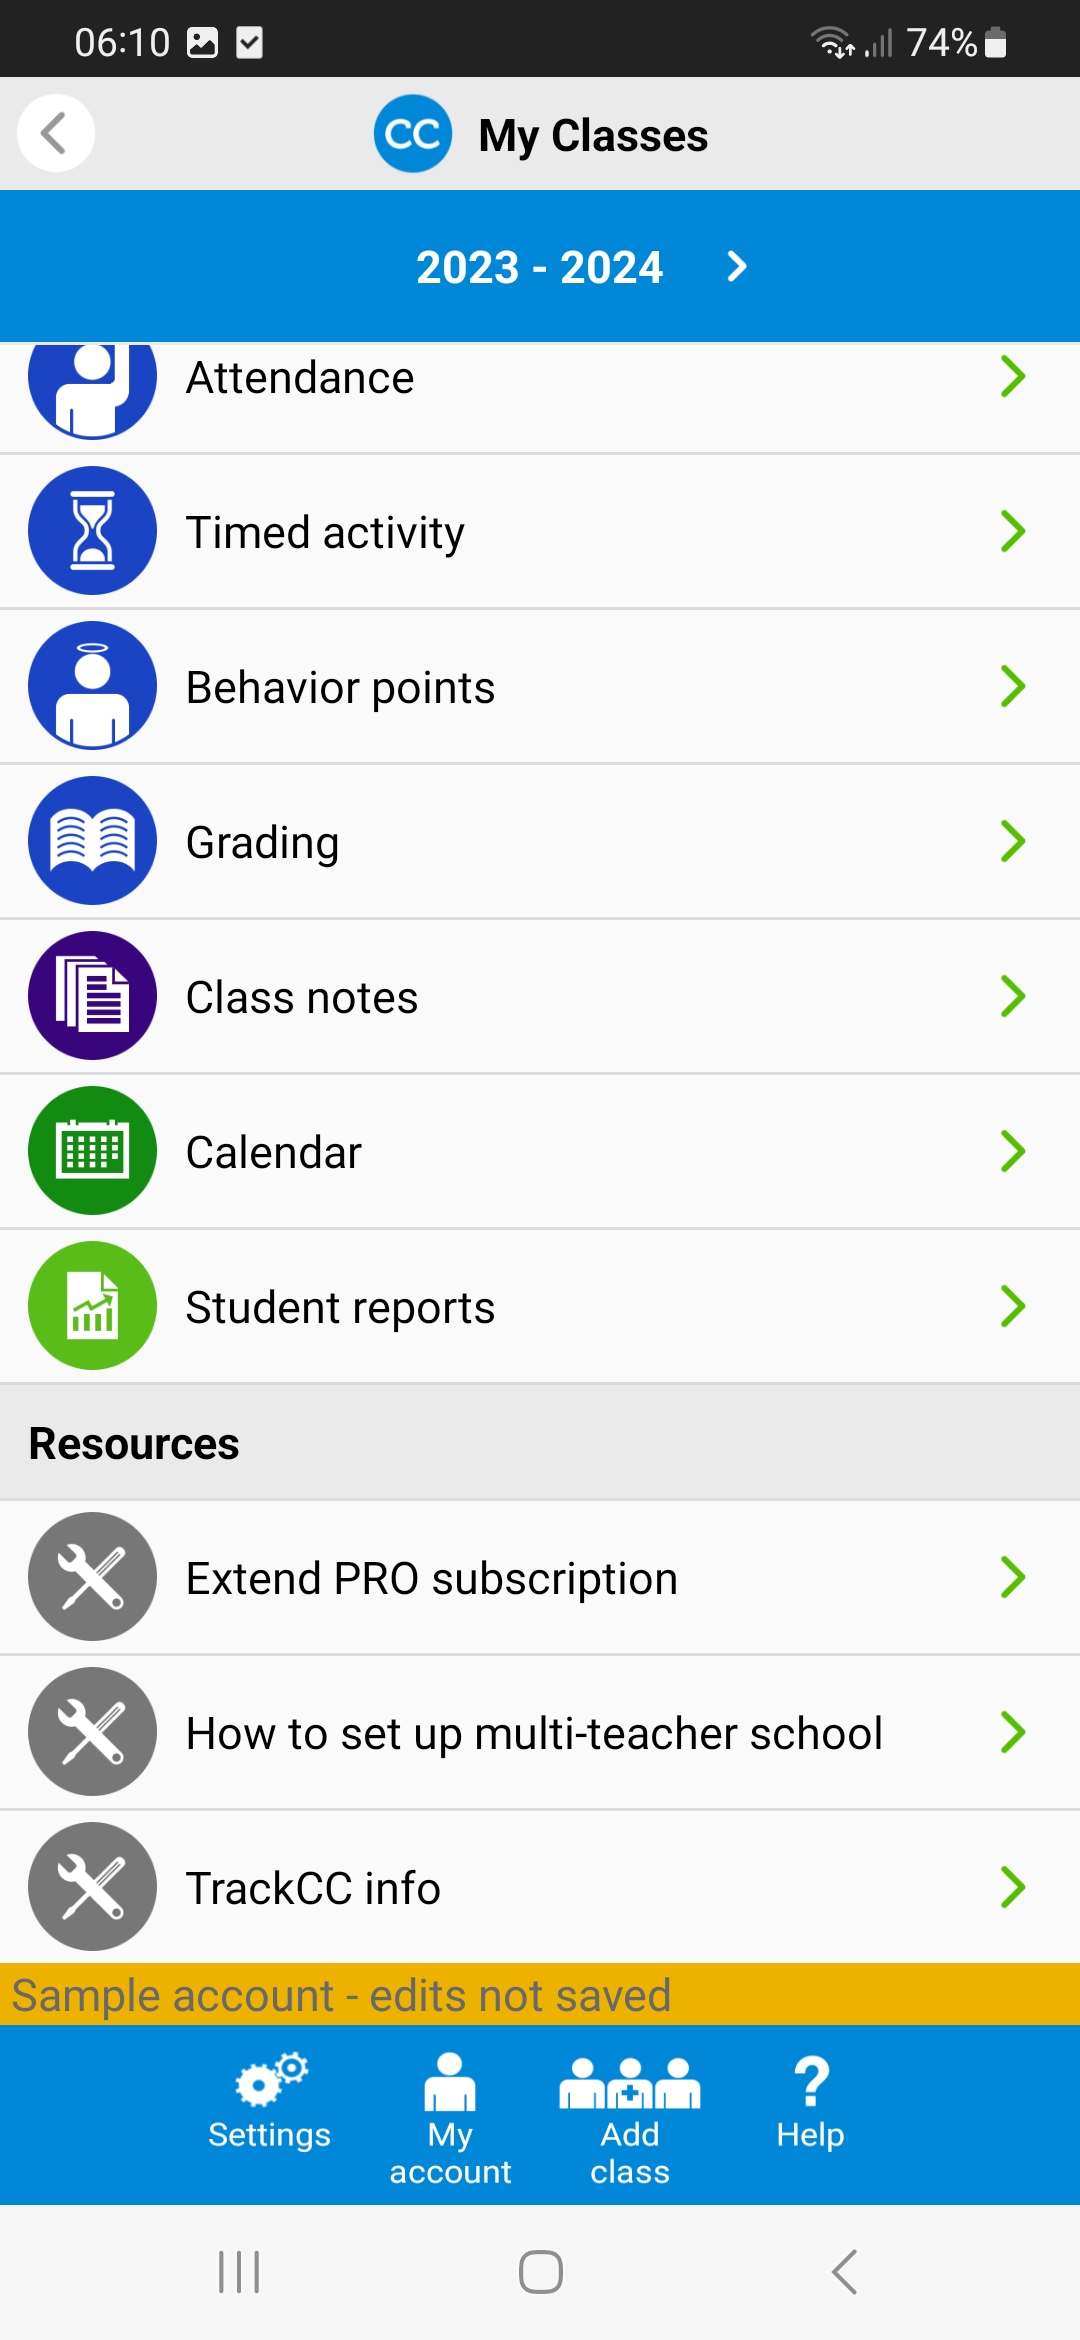 06:10
74%
CC My Classes
2023 - 2024
Attendance
Timed activity
Behavior points
Grading
Class notes
Calendar
Student reports
Resources
Extend PRO subscription
How to set up multi-teacher school
TrackCC info
Sample account - edits not saved
Settings
My account
Add class
Help